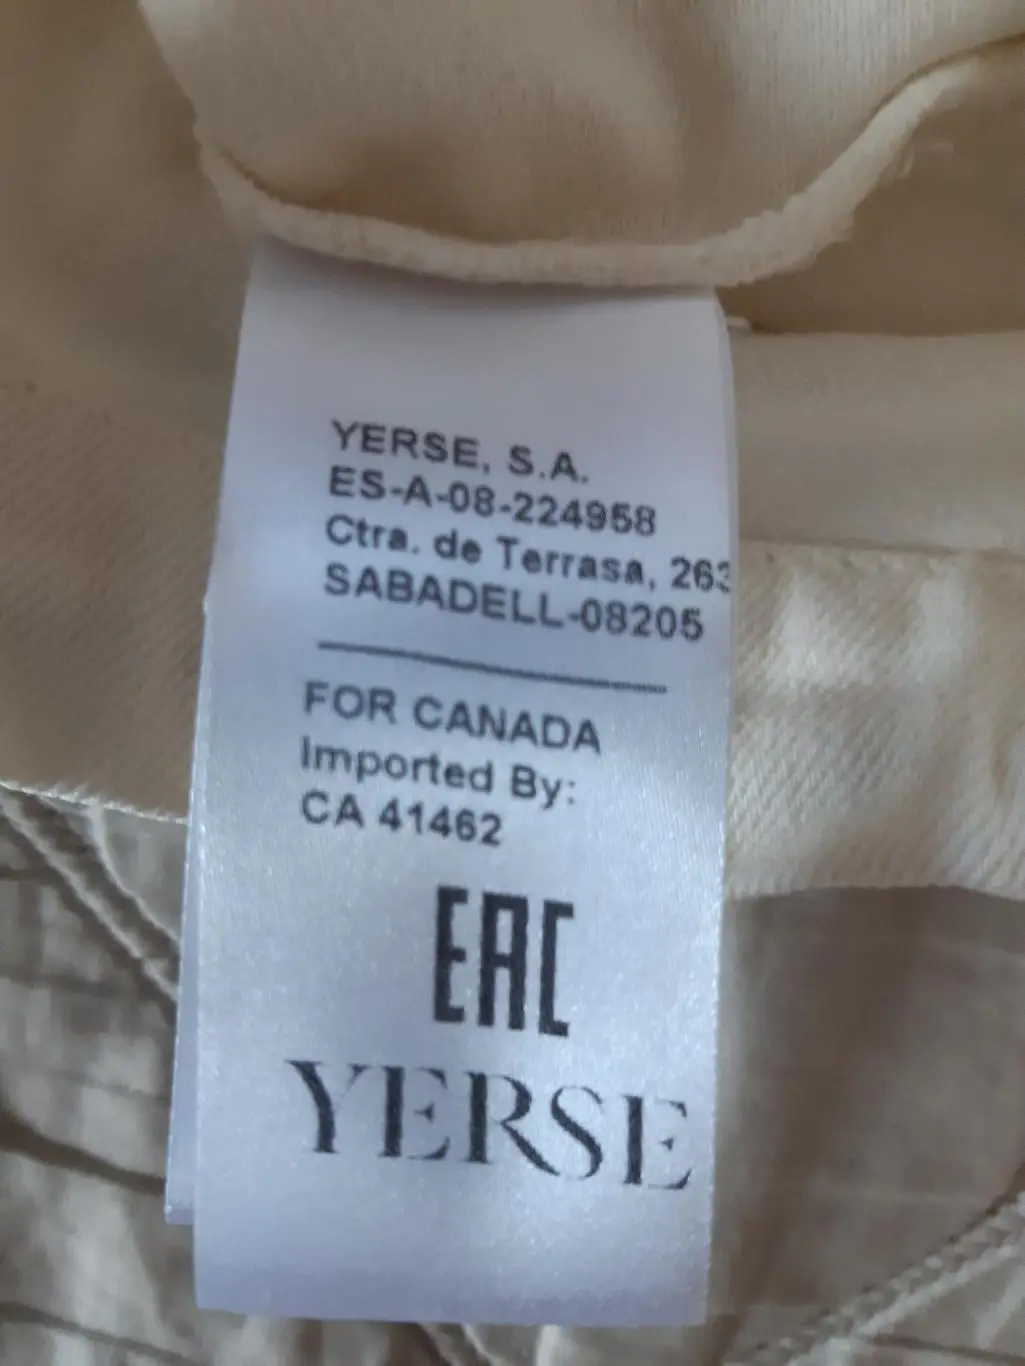 YERSE, S.A.
ES-A-08-224958
Ctra. de Terrasa, 263
SABADELL-08205
FOR CANADA
Imported By:
CA 41462
EAC
YERSE